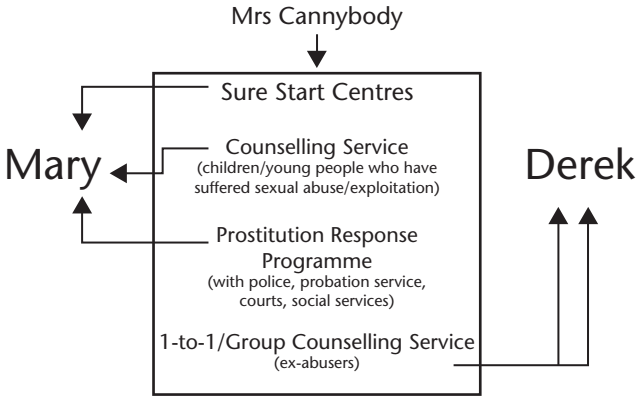 Mrs Cannybody
Sure Start Centres
Counselling Service
(children/young people who have
suffered sexual abuse/exploitation)
Mary
Derek
Prostitution Response
Programme
(with police, probation service,
courts, social services)
1-to-1/Group Counselling Service
(ex-abusers)